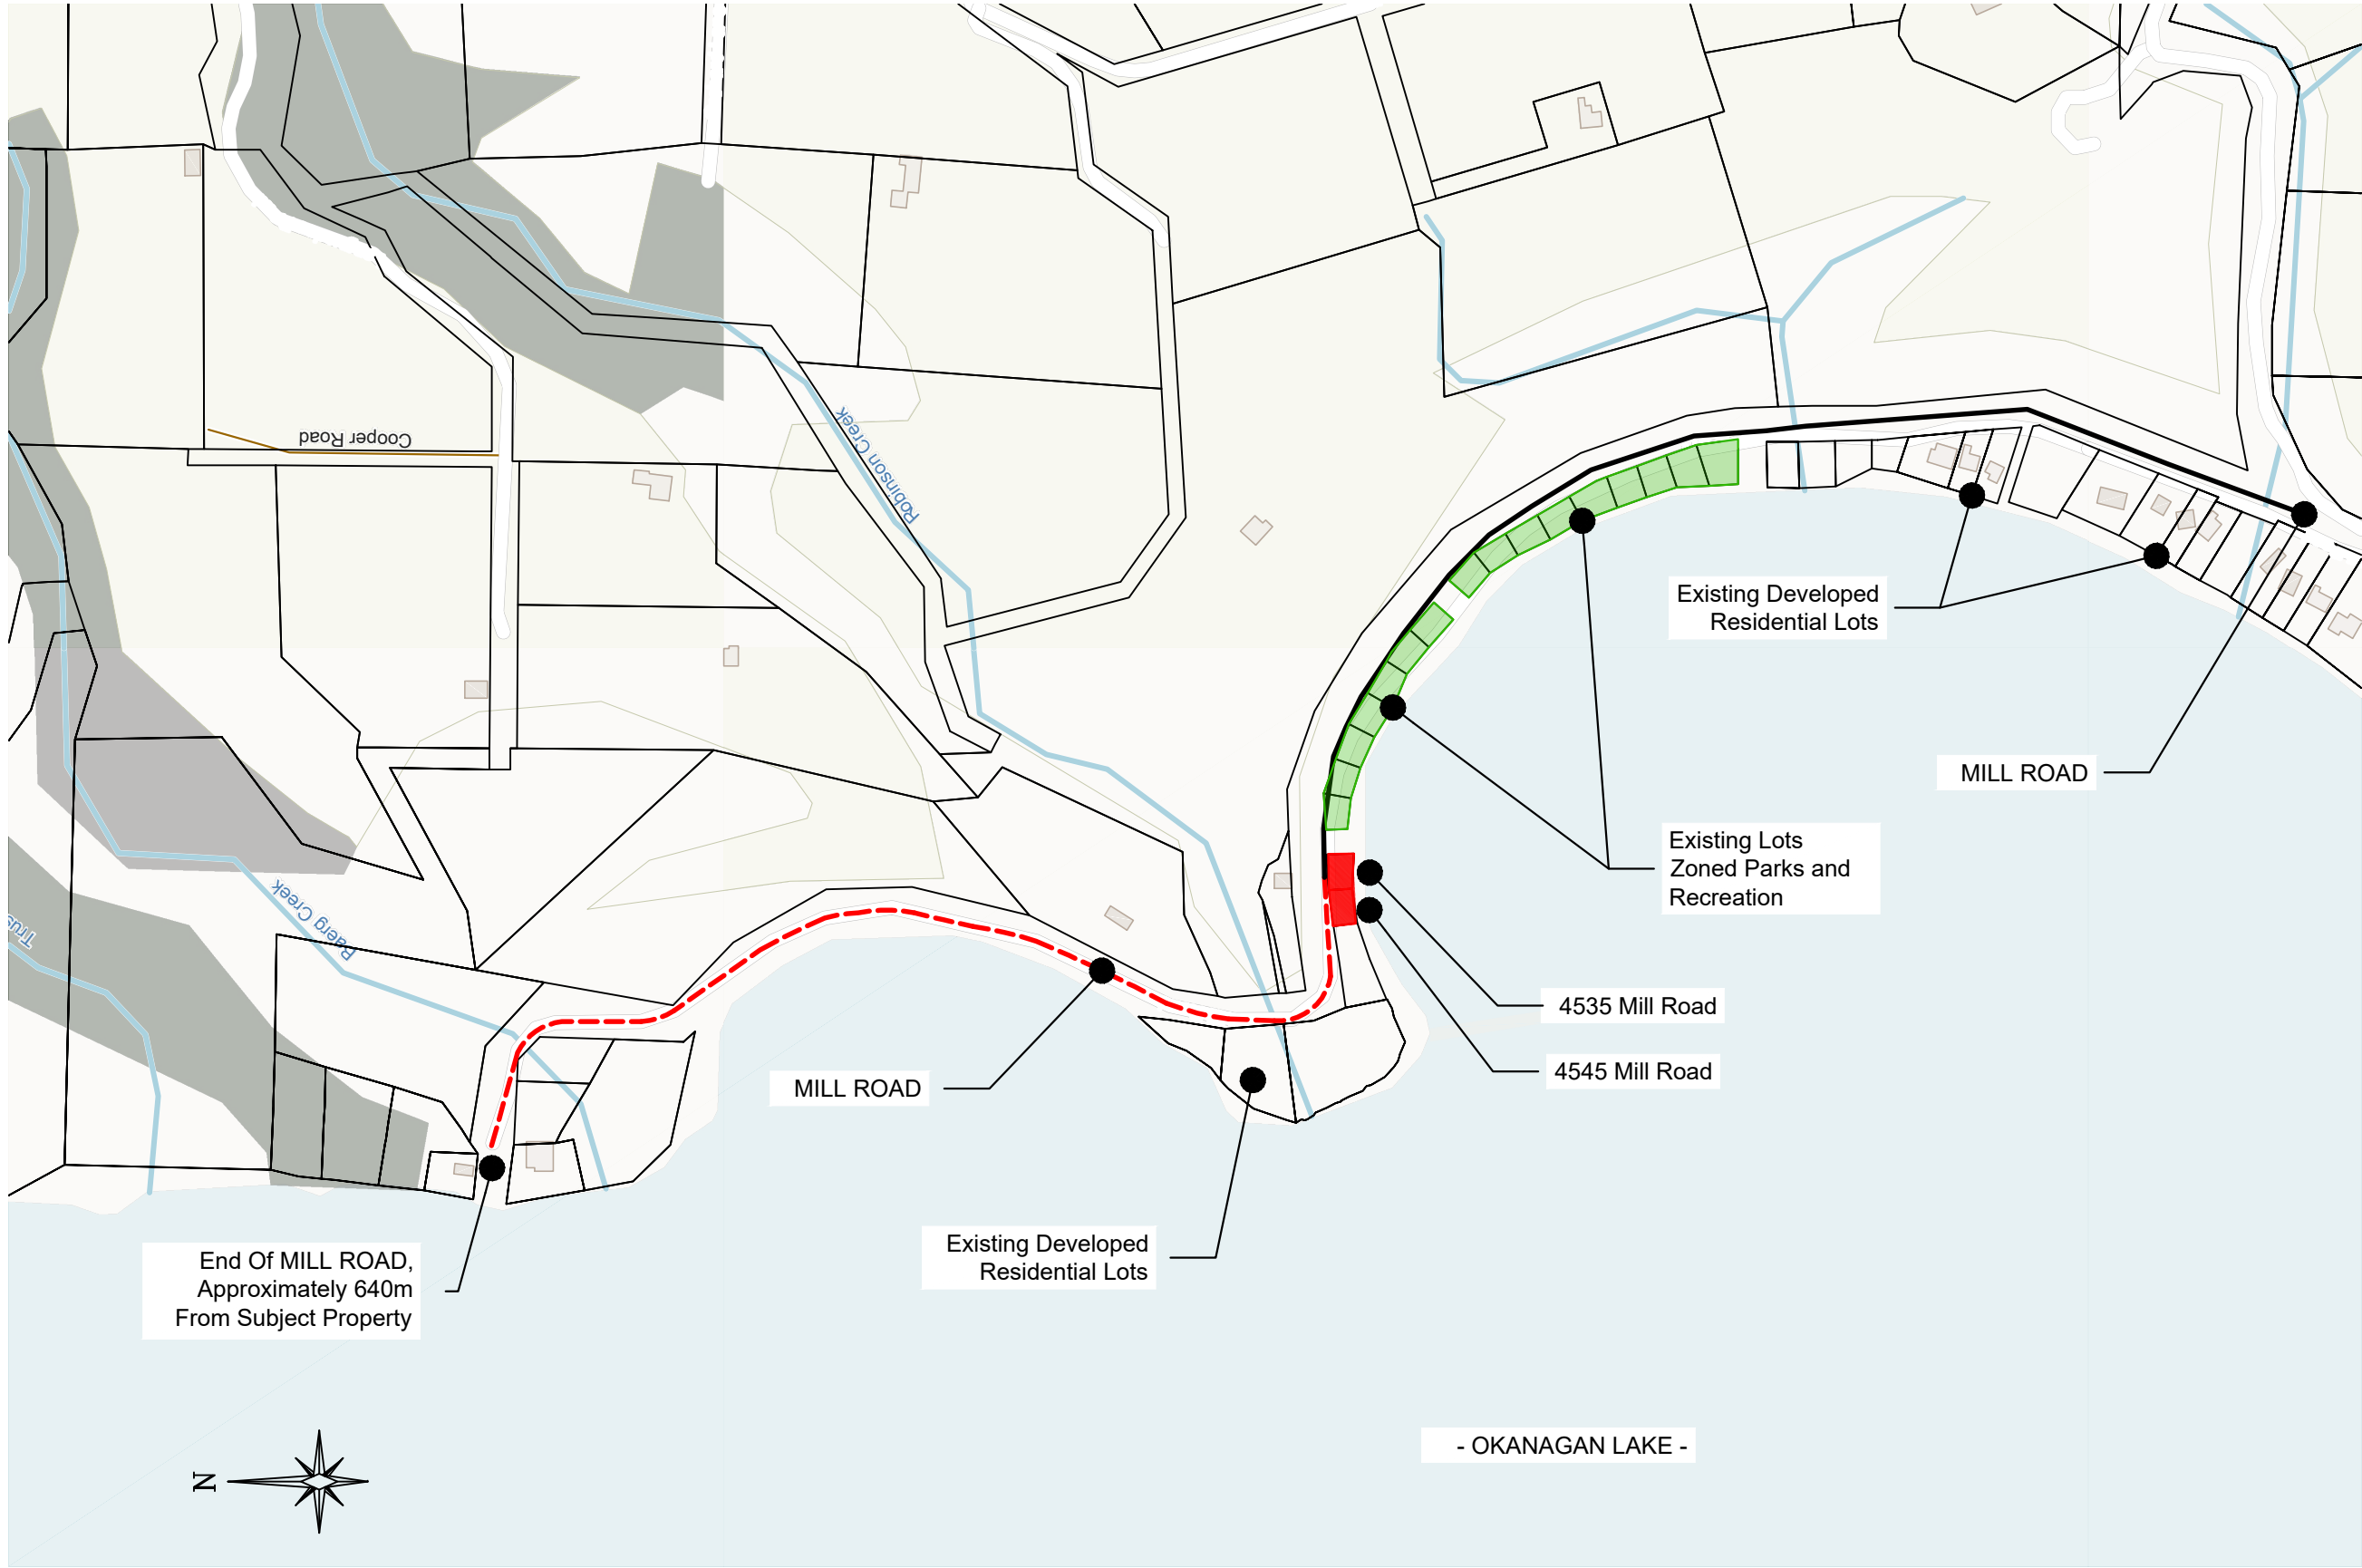 Cooper Road
Robinson Creek
Existing Developed
Residential Lots
MILL ROAD
Existing Lots
Zoned Parks and
Recreation
Baerg Creek
4535 Mill Road
4545 Mill Road
MILL ROAD
Existing Developed
Residential Lots
End Of MILL ROAD,
Approximately 640m
From Subject Property
- OKANAGAN LAKE -
N